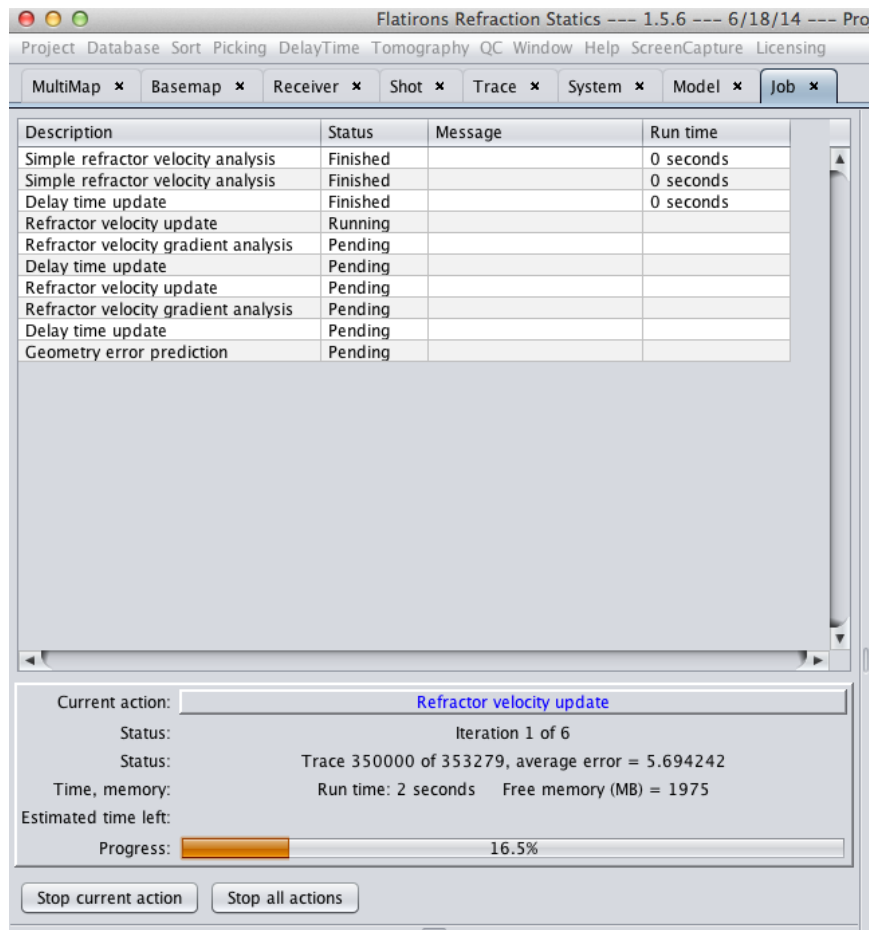 Flatirons Refraction Statics --- 1.5.6 --- 6/18/14 --- Pro
Project Database Sort Picking DelayTime Tomography QC Window Help ScreenCapture Licensing
MultiMap × Basemap × Receiver × Shot × Trace × System × Model × Job ×
Description Status Message Run time
Simple refractor velocity analysis Finished 0 seconds
Simple refractor velocity analysis Finished 0 seconds
Delay time update Finished 0 seconds
Refractor velocity update Running
Refractor velocity gradient analysis Pending
Delay time update Pending
Refractor velocity update Pending
Refractor velocity gradient analysis Pending
Delay time update Pending
Geometry error prediction Pending
Current action: Refractor velocity update
Status: Iteration 1 of 6
Status: Trace 350000 of 353279, average error = 5.694242
Time, memory: Run time: 2 seconds Free memory (MB) = 1975
Estimated time left:
Progress: 16.5%
Stop current action Stop all actions